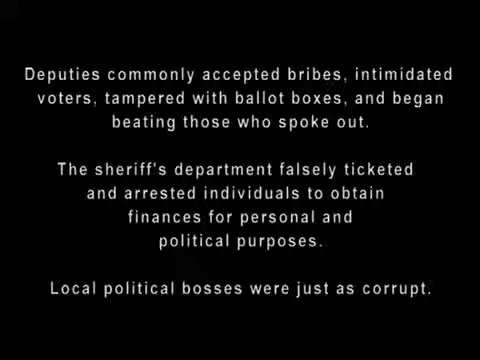 Deputies commonly accepted bribes, intimidated
voters, tampered with ballot boxes, and began
beating those who spoke out.
The sheriff's department falsely ticketed
and arrested individuals to obtain
finances for personal and
political purposes.
Local political bosses were just as corrupt.